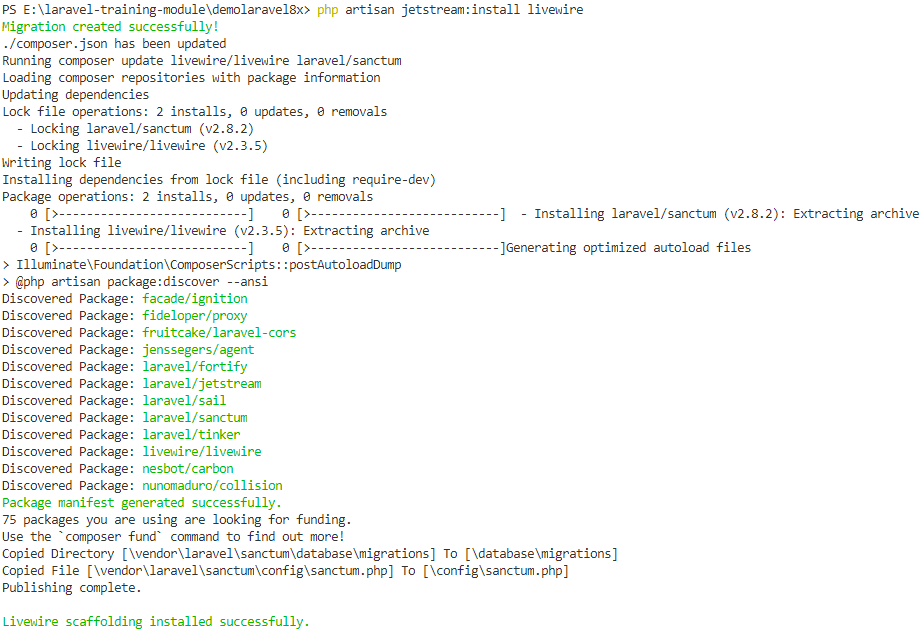 PS E:\laravel-training-module\demolaravel8x> php artisan jetstream:install livewire
Migration created successfully!
./composer.json has been updated
Running composer update livewire/livewire laravel/sanctum
Loading composer repositories with package information
Updating dependencies
Lock file operations: 2 installs, 0 updates, 0 removals
  - Locking laravel/sanctum (v2.8.2)
  - Locking livewire/livewire (v2.3.5)
Writing lock file
Installing dependencies from lock file (including require-dev)
Package operations: 2 installs, 0 updates, 0 removals
    0 [>---------------------------]    0 [>---------------------------]  - Installing laravel/sanctum (v2.8.2): Extracting archive
  - Installing livewire/livewire (v2.3.5): Extracting archive
    0 [>---------------------------]    0 [>---------------------------]Generating optimized autoload files
> Illuminate\Foundation\ComposerScripts::postAutoloadDump
> @php artisan package:discover --ansi
Discovered Package: facade/ignition
Discovered Package: fideloper/proxy
Discovered Package: fruitcake/laravel-cors
Discovered Package: jenssegers/agent
Discovered Package: laravel/fortify
Discovered Package: laravel/jetstream
Discovered Package: laravel/sail
Discovered Package: laravel/sanctum
Discovered Package: laravel/tinker
Discovered Package: livewire/livewire
Discovered Package: nesbot/carbon
Discovered Package: nunomaduro/collision
Package manifest generated successfully.
75 packages you are using are looking for funding.
Use the `composer fund` command to find out more!
Copied Directory [\vendor\laravel\sanctum\database\migrations] To [\database\migrations]
Copied File [\vendor\laravel\sanctum\config\sanctum.php] To [\config\sanctum.php]
Publishing complete.
Livewire scaffolding installed successfully.